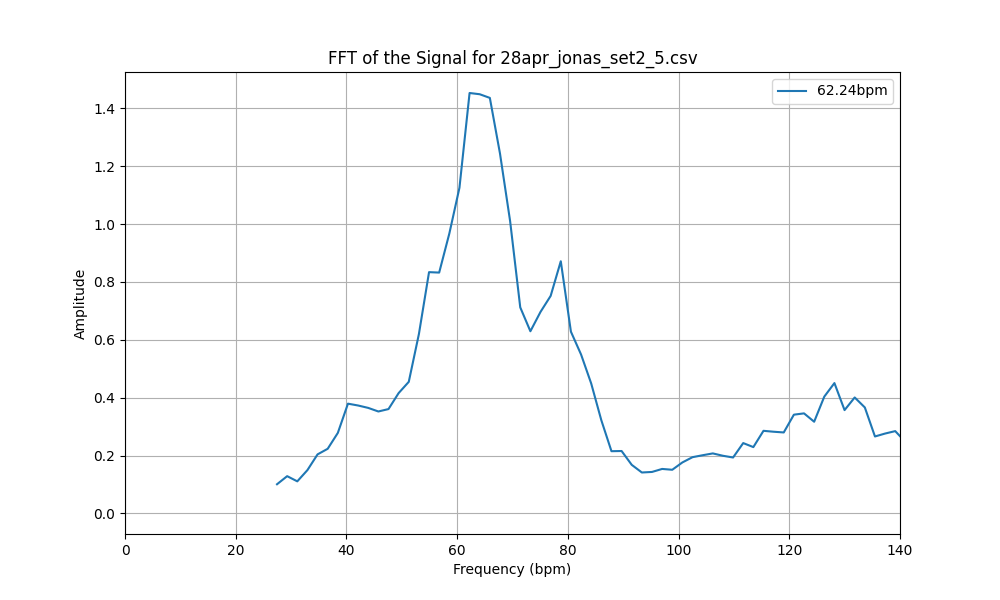 FFT of the Signal for 28apr_jonas_set2_5.csv
62.24bpm
1.4
1.2
1.0
0.8
0.6
0.4
0.2
0.0
Amplitude
0 20 40 60 80 100 120 140
Frequency (bpm)